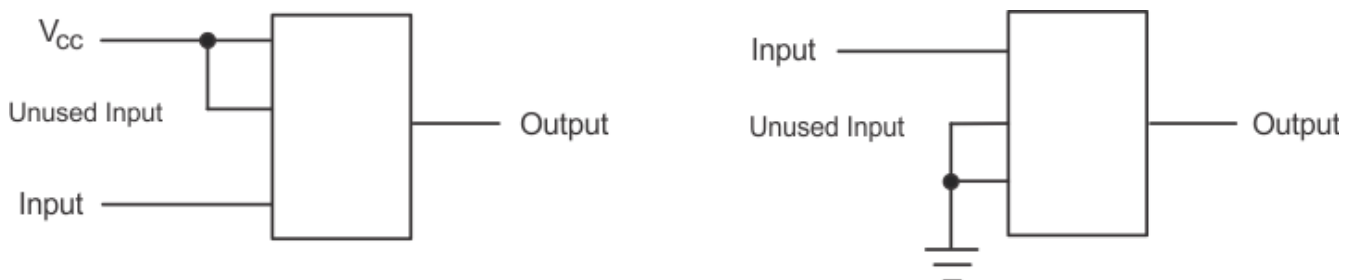 VCC
Unused Input
Input
Output
Input
Unused Input
Output